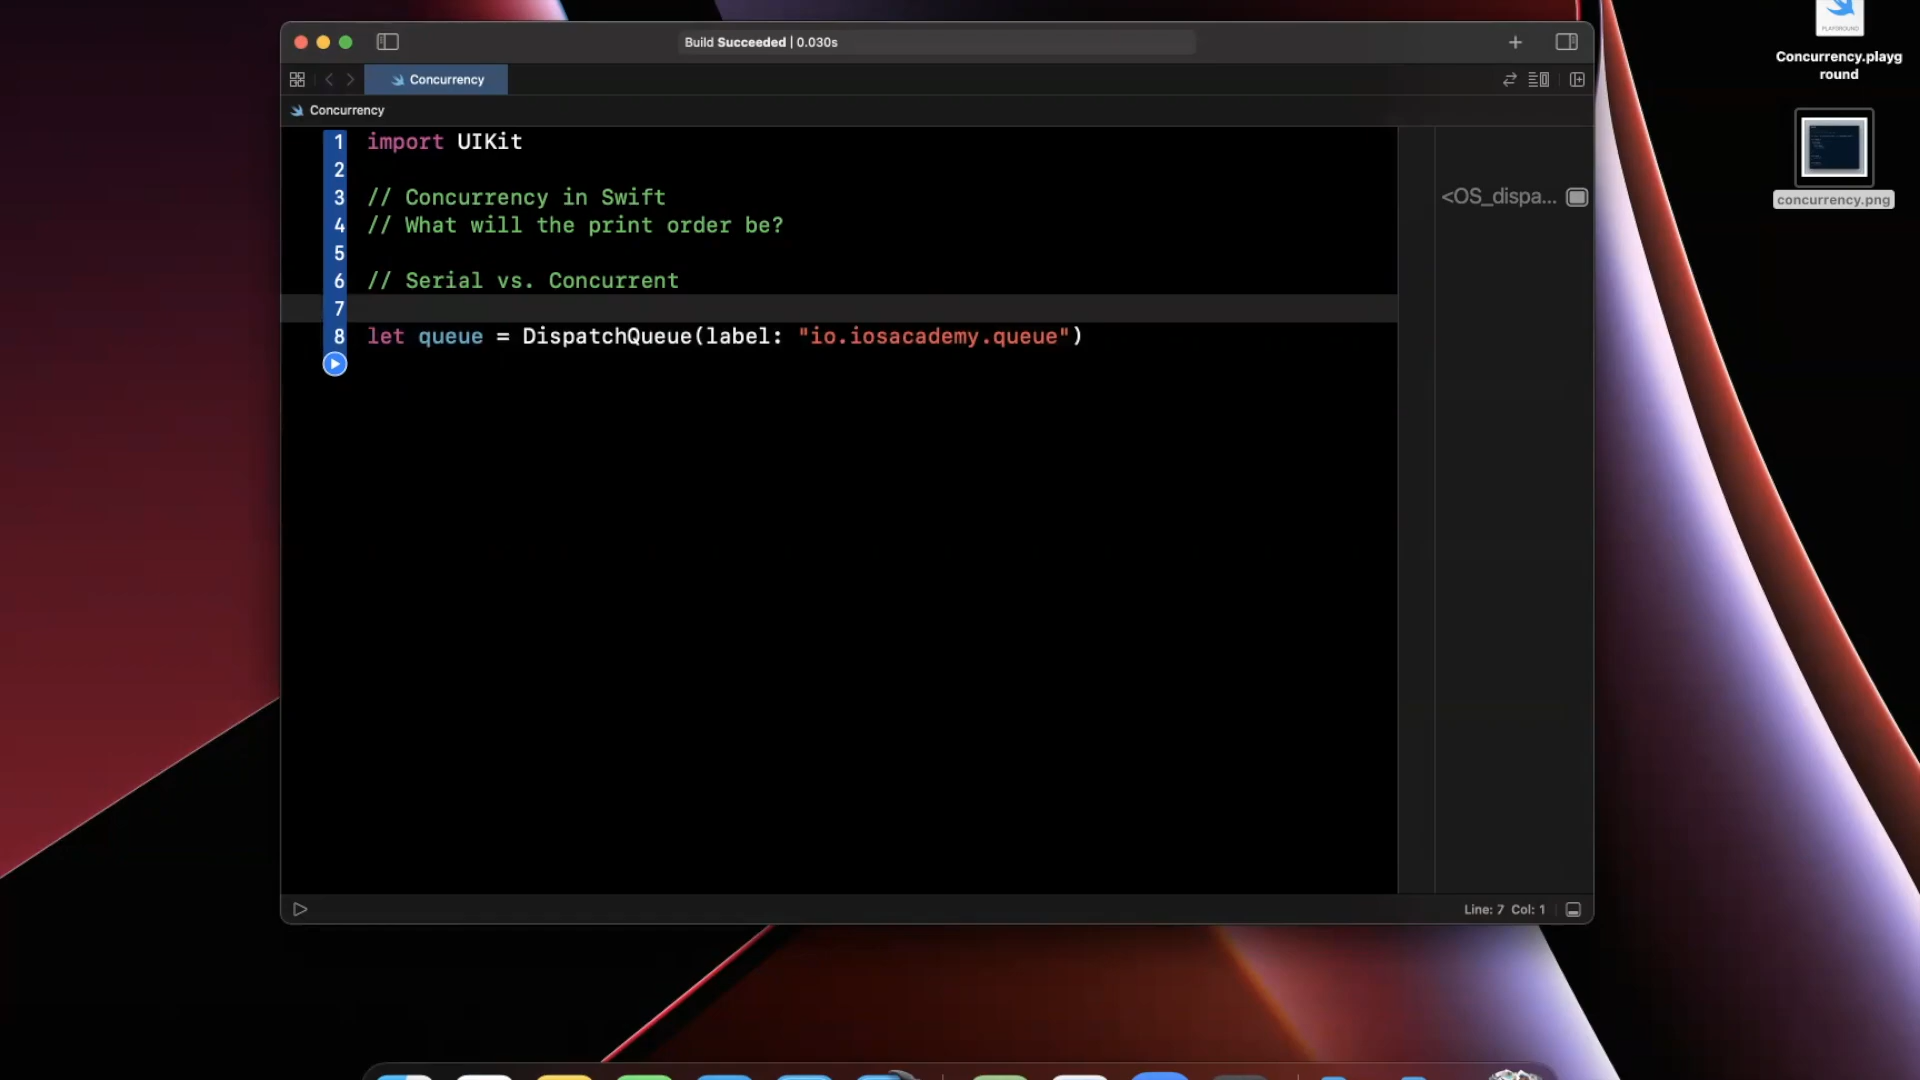 Build Succeeded | 0.030s
Concurrency
Concurrency
1 import UIKit
2
3 // Concurrency in Swift
4 // What will the print order be?
5
6 // Serial vs. Concurrent
7
8 let queue = DispatchQueue(label: "io.iosacademy.queue")
<OS_dispa...
Line: 7 Col: 1
PLAYGROUND
Concurrency.playg
round
concurrency.png